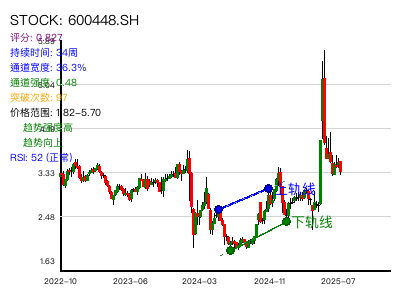 STOCK: 600448.SH
评分: 0.827
持续时间: 34周
通道宽度: 36.3%
通道强度: 0.48
突破次数: 67
价格范围: 1.82-5.70
趋势强度高
趋势向上
RSI: 52 (正常)
上轨线
下轨线
3.33
2.48
1.63
2022-10
2023-06
2024-03
2024-11
2025-07